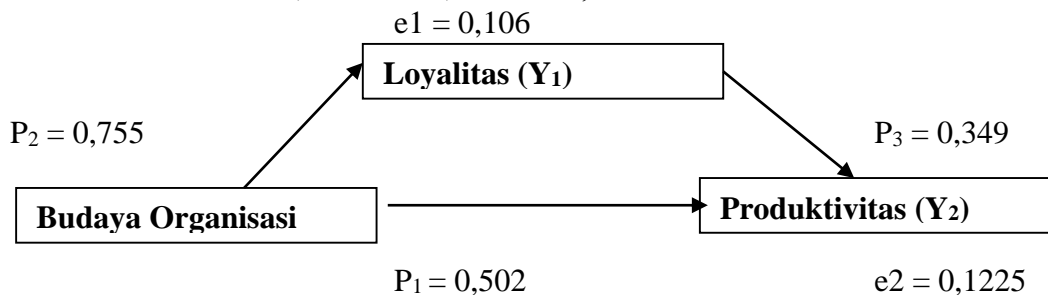 e1 = 0,106
Loyalitas (Y₁)
P₂ = 0,755
P₃ = 0,349
Budaya Organisasi
Produktivitas (Y₂)
P₁ = 0,502
e2 = 0,1225